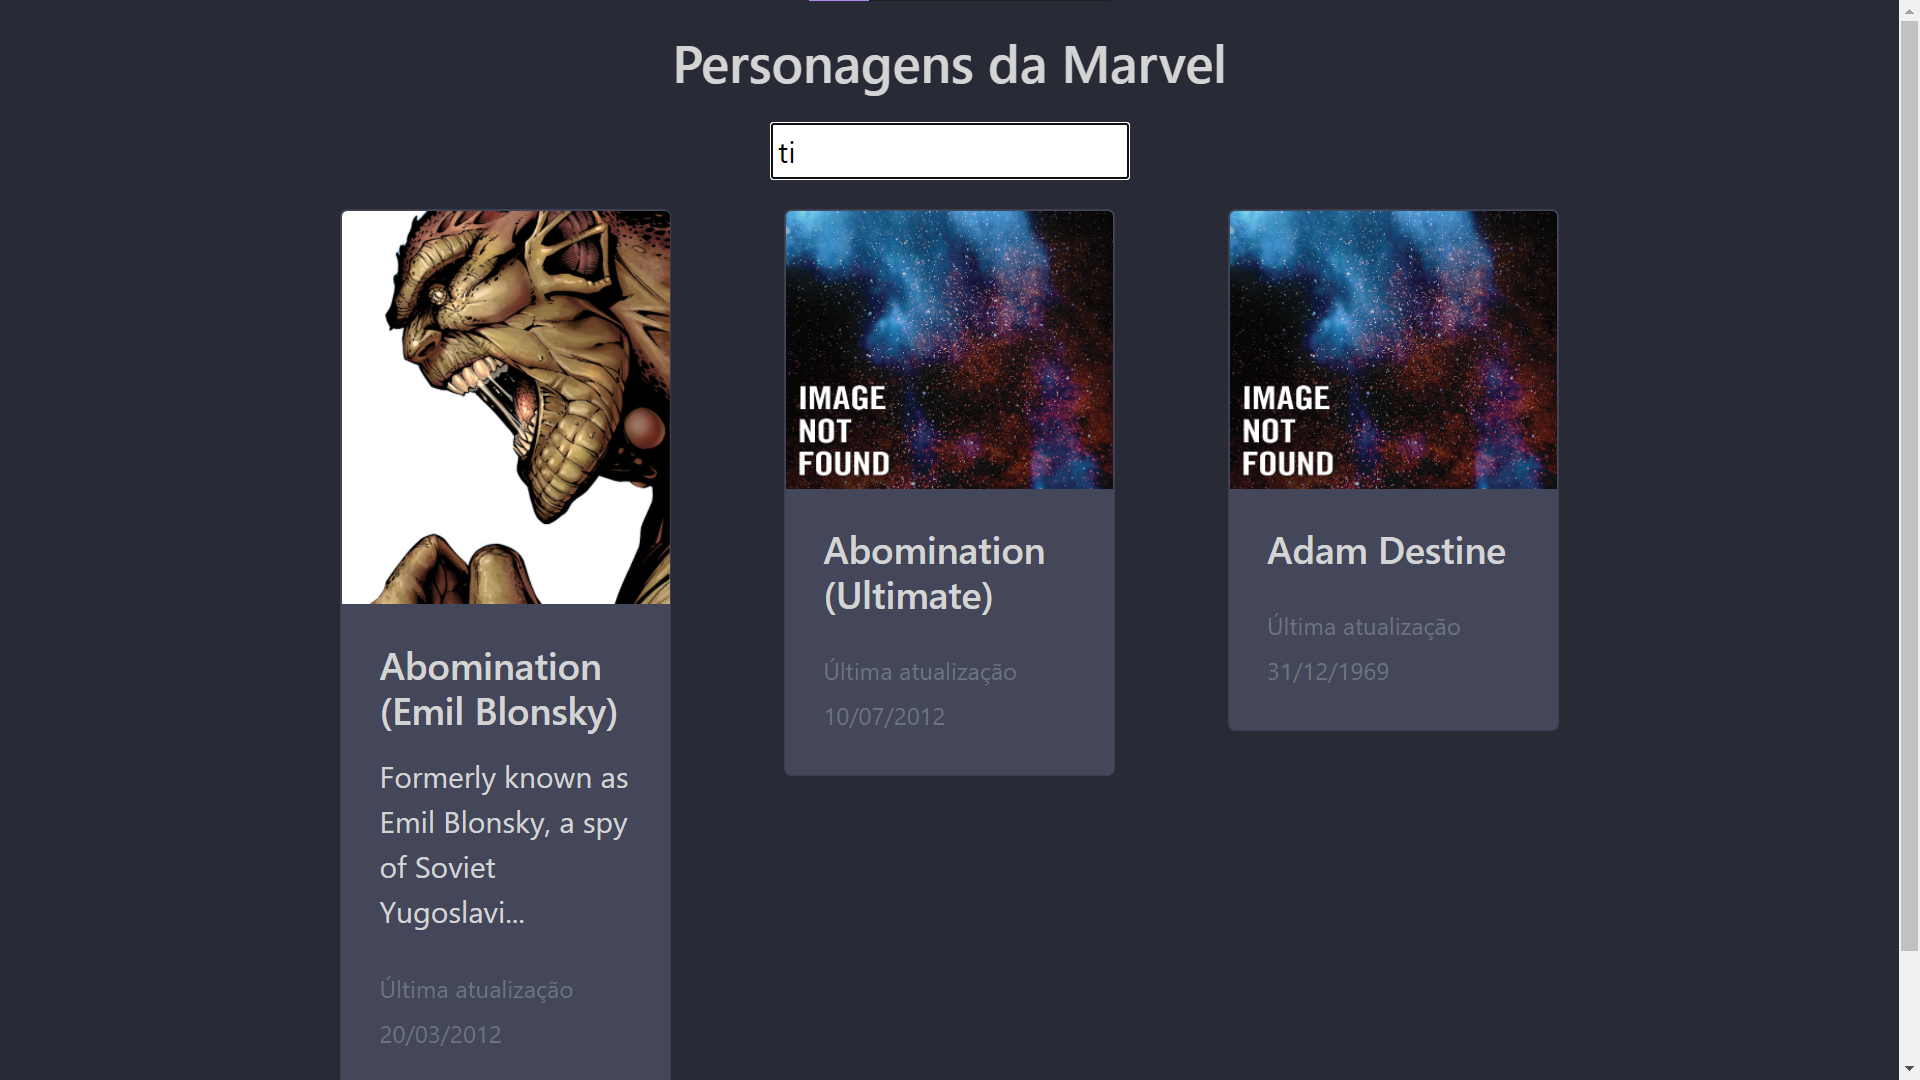 Personagens da Marvel
ti
Abomination
(Emil Blonsky)
Formerly known as
Emil Blonsky, a spy
of Soviet
Yugoslavi...
Última atualização
20/03/2012
IMAGE
NOT
FOUND
Abomination
(Ultimate)
Última atualização
10/07/2012
IMAGE
NOT
FOUND
Adam Destine
Última atualização
31/12/1969